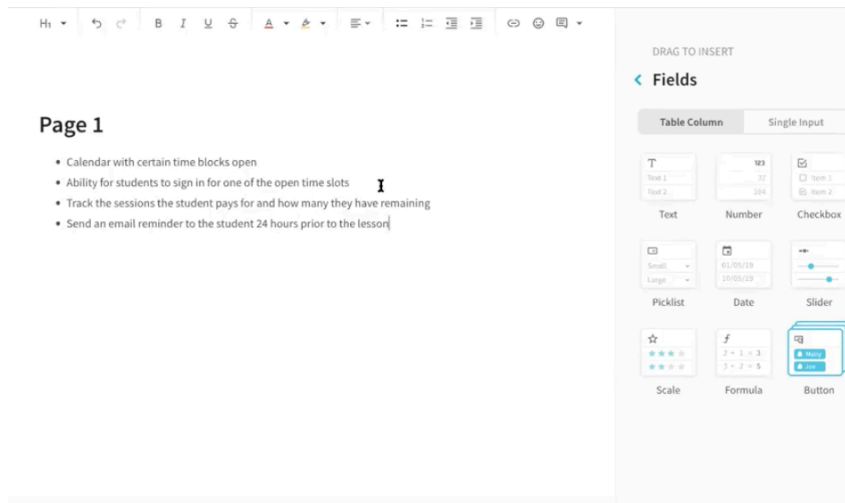 H1
B I U S A
DRAG TO INSERT
Fields
Table Column Single Input
Page 1
• Calendar with certain time blocks open
• Ability for students to sign in for one of the open time slots
• Track the sessions the student pays for and how many they have remaining
• Send an email reminder to the student 24 hours prior to the lesson
T 123
Text 1 32 Item 1
Text 2 104 Item 2
Text Number Checkbox
Small 01/05/19
Large 10/05/19
Picklist Date Slider
f
2 + 1 = 3 Molly
3 + 2 = 5 Joe
Scale Formula Button